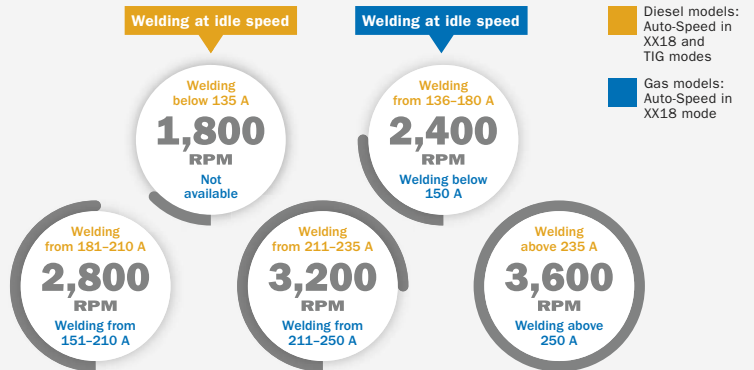 Welding at idle speed
Welding at idle speed
Diesel models:
Auto-Speed in
XX18 and
TIG modes
Gas models:
Auto-Speed in
XX18 mode
Welding
below 135 A
1,800
RPM
Not
available
Welding
from 136–180 A
2,400
RPM
Welding below
150 A
Welding
from 181–210 A
2,800
RPM
Welding from
151–210 A
Welding
from 211–235 A
3,200
RPM
Welding from
211–250 A
Welding
above 235 A
3,600
RPM
Welding above
250 A